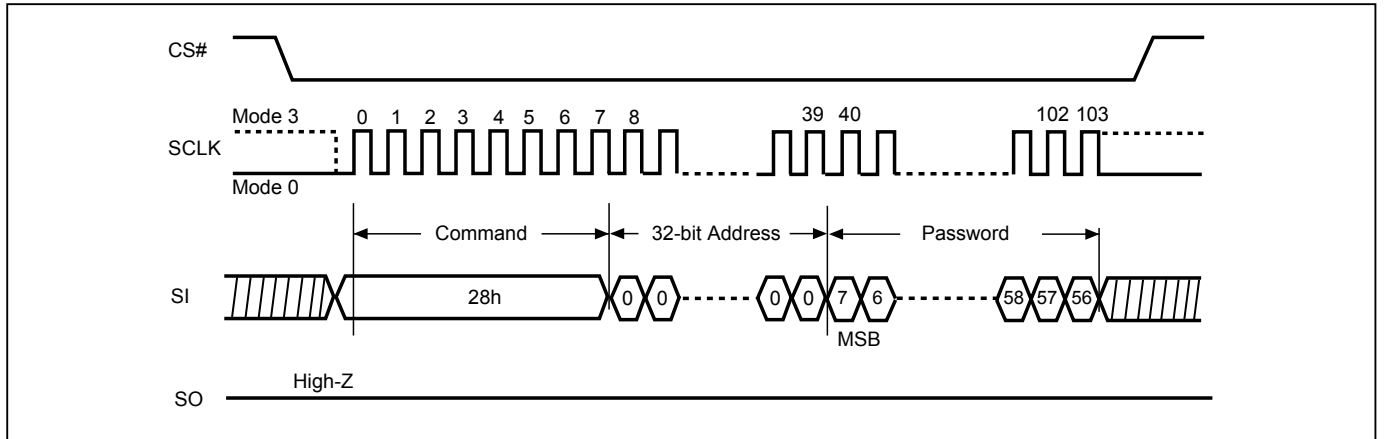 CS#
Mode 3
0 1 2 3 4 5 6 7 8 39 40 102 103
SCLK
Mode 0
Command 32-bit Address Password
SI 28h 0 0 0 0 7 6 58 57 56
MSB
High-Z
SO